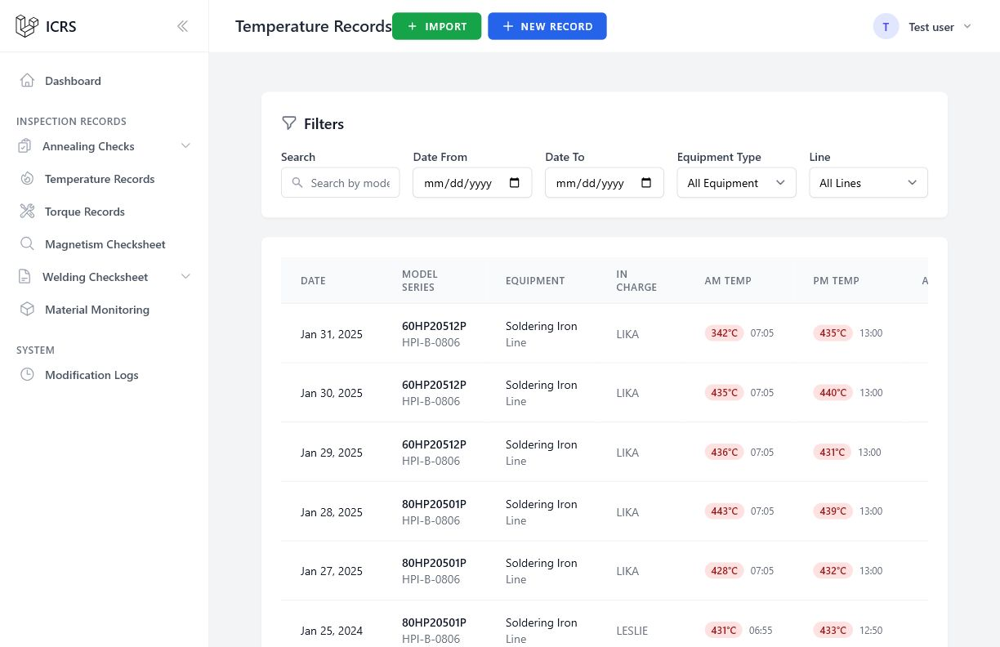 ICRS
Temperature Records
IMPORT
NEW RECORD
T
Test user
Dashboard
INSPECTION RECORDS
Annealing Checks
Temperature Records
Torque Records
Magnetism Checksheet
Welding Checksheet
Material Monitoring
SYSTEM
Modification Logs
Filters
Search
Date From
Date To
Equipment Type
Line
Search by mode
mm/dd/yyyy
mm/dd/yyyy
All Equipment
All Lines
DATE
MODEL SERIES
EQUIPMENT
IN CHARGE
AM TEMP
PM TEMP
A
Jan 31, 2025
60HP20512P
HPI-B-0806
Soldering Iron
Line
LIKA
342°C 07:05
435°C 13:00
Jan 30, 2025
60HP20512P
HPI-B-0806
Soldering Iron
Line
LIKA
435°C 07:05
440°C 13:00
Jan 29, 2025
60HP20512P
HPI-B-0806
Soldering Iron
Line
LIKA
436°C 07:05
431°C 13:00
Jan 28, 2025
80HP20501P
HPI-B-0806
Soldering Iron
Line
LIKA
443°C 07:05
439°C 13:00
Jan 27, 2025
80HP20501P
HPI-B-0806
Soldering Iron
Line
LIKA
428°C 07:05
432°C 13:00
Jan 25, 2024
80HP20501P
HPI-B-0806
Soldering Iron
Line
LESLIE
431°C 06:55
433°C 12:50